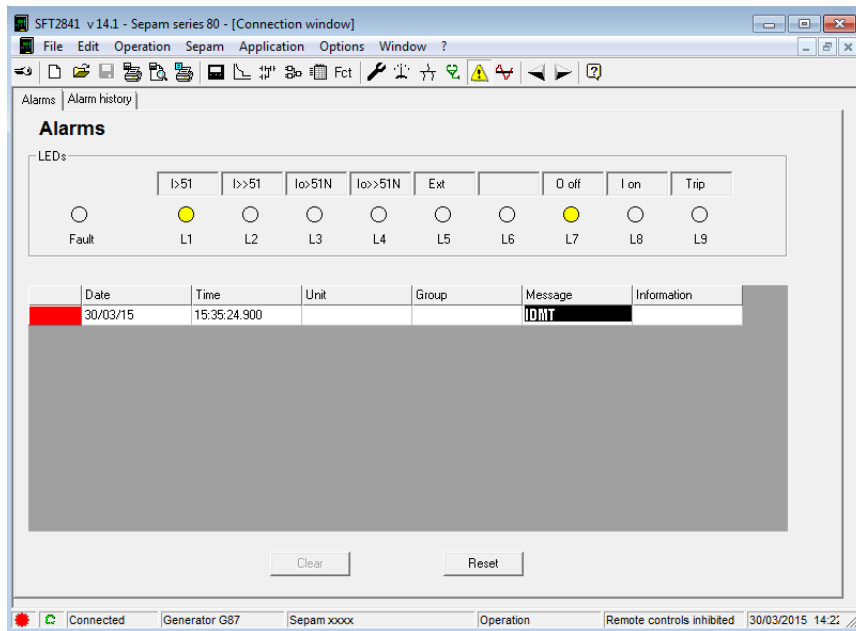 SFT2841 v 14.1 - Sepam series 80 - [Connection window]
File Edit Operation Sepam Application Options Window ?
Fct
Alarms Alarm history
Alarms
LEDs
I>51 I>>51 Io>51N Io>>51N Ext O off I on Trip
Fault L1 L2 L3 L4 L5 L6 L7 L8 L9
Date Time Unit Group Message Information
30/03/15 15:35:24.900 IDMT
Clear Reset
Connected Generator G87 Sepam xxxx Operation Remote controls inhibited 30/03/2015 14:22